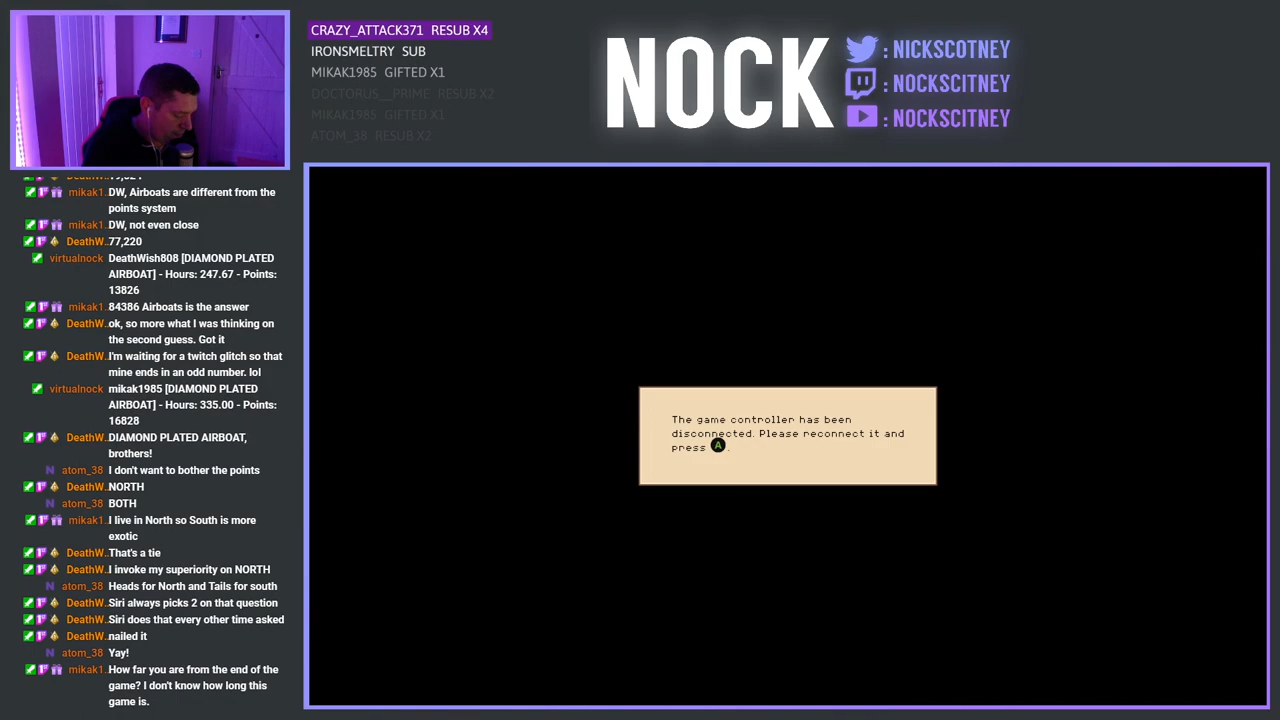 CRAZY_ATTACK371 RESUB X4
IRONSMELTRY SUB
MIKAK1985 GIFTED X1
DOCTORUS__PRIME RESUB X2
MIKAK1985 GIFTED X1
ATOM_38 RESUB X2
NOCK
: NICKSCOTNEY
: NOCKSCITNEY
: NOCKSCITNEY
mikak1.. DW, Airboats are different from the
points system
mikak1.. DW, not even close
DeathW.. 77,220
virtualnock DeathWish808 [DIAMOND PLATED
AIRBOAT] - Hours: 247.67 - Points:
13826
mikak1.. 84386 Airboats is the answer
DeathW.. ok, so more what I was thinking on
the second guess. Got it
DeathW.. I'm waiting for a twitch glitch so that
mine ends in an odd number. lol
virtualnock mikak1985 [DIAMOND PLATED
AIRBOAT] - Hours: 335.00 - Points:
16828
DeathW.. DIAMOND PLATED AIRBOAT,
brothers!
atom_38 I don't want to bother the points
DeathW.. NORTH
atom_38 BOTH
mikak1.. I live in North so South is more
exotic
DeathW.. That's a tie
DeathW.. I invoke my superiority on NORTH
atom_38 Heads for North and Tails for south
DeathW.. Siri always picks 2 on that question
DeathW.. Siri does that every other time asked
DeathW.. nailed it
atom_38 Yay!
mikak1.. How far you are from the end of the
game? I don't know how long this
game is.
The game controller has been
disconnected. Please reconnect it and
press A.